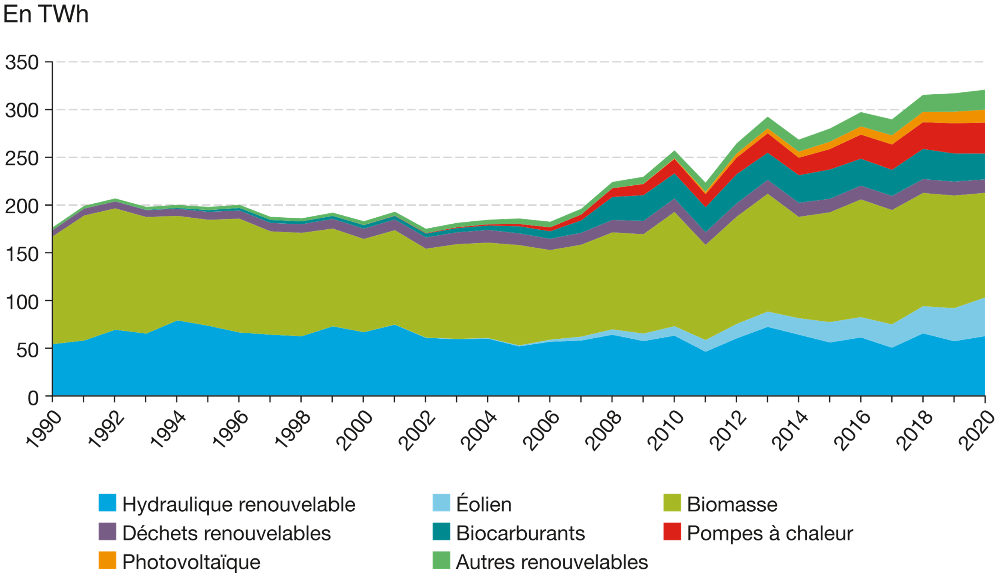 En TWh
350
300
250
200
150
100
50
0
1990 1992 1994 1996 1998 2000 2002 2004 2006 2008 2010 2012 2014 2016 2018 2020
Hydraulique renouvelable Éolien Biomasse
Déchets renouvelables Biocarburants Pompes à chaleur
Photovoltaïque Autres renouvelables